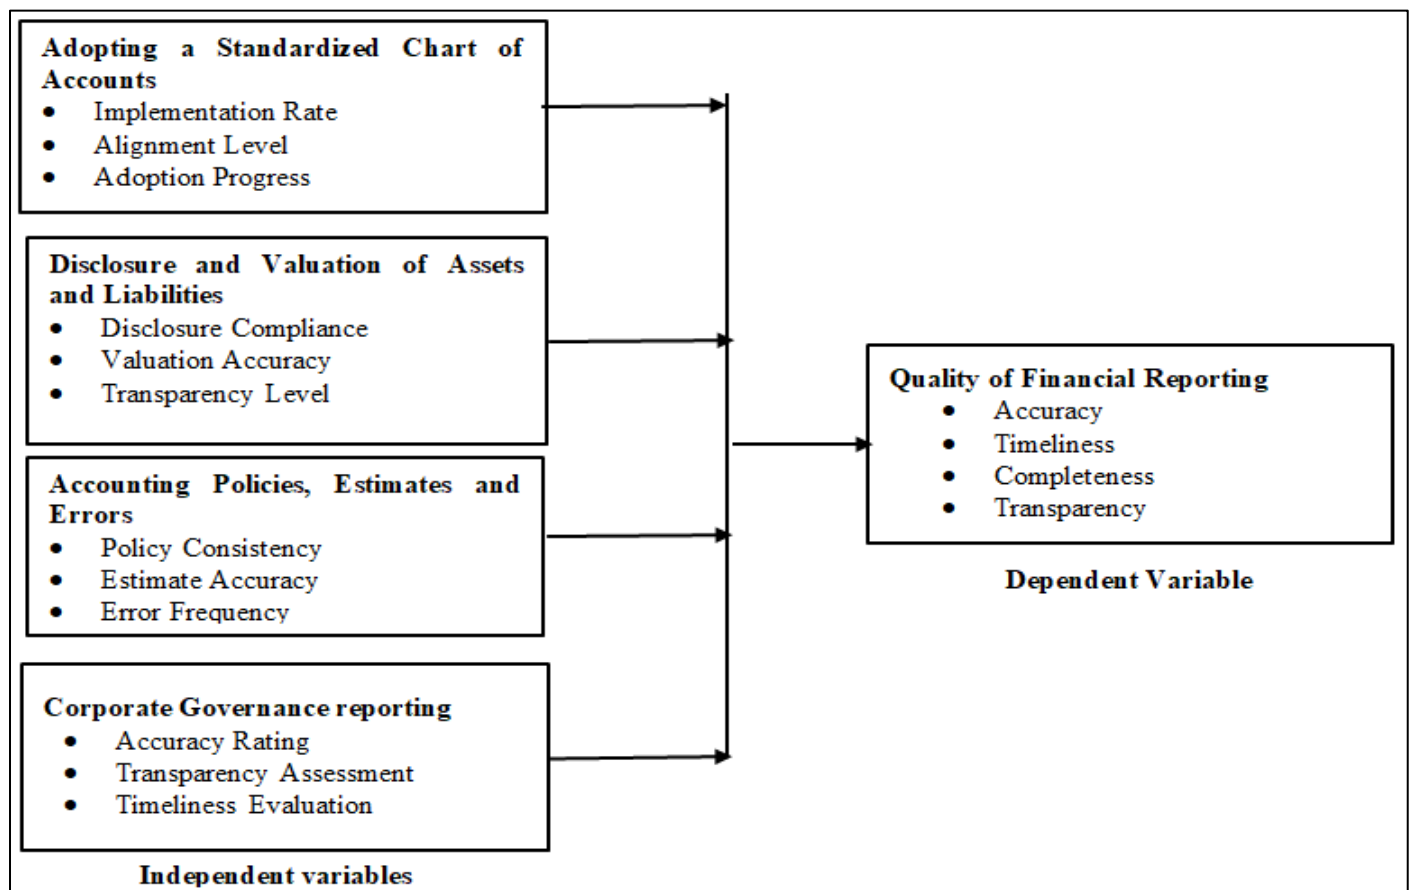 Adopting a Standardized Chart of
Accounts
• Implementation Rate
• Alignment Level
• Adoption Progress
Disclosure and Valuation of Assets
and Liabilities
• Disclosure Compliance
• Valuation Accuracy
• Transparency Level
Accounting Policies, Estimates and
Errors
• Policy Consistency
• Estimate Accuracy
• Error Frequency
Corporate Governance reporting
• Accuracy Rating
• Transparency Assessment
• Timeliness Evaluation
Independent variables
Quality of Financial Reporting
• Accuracy
• Timeliness
• Completeness
• Transparency
Dependent Variable